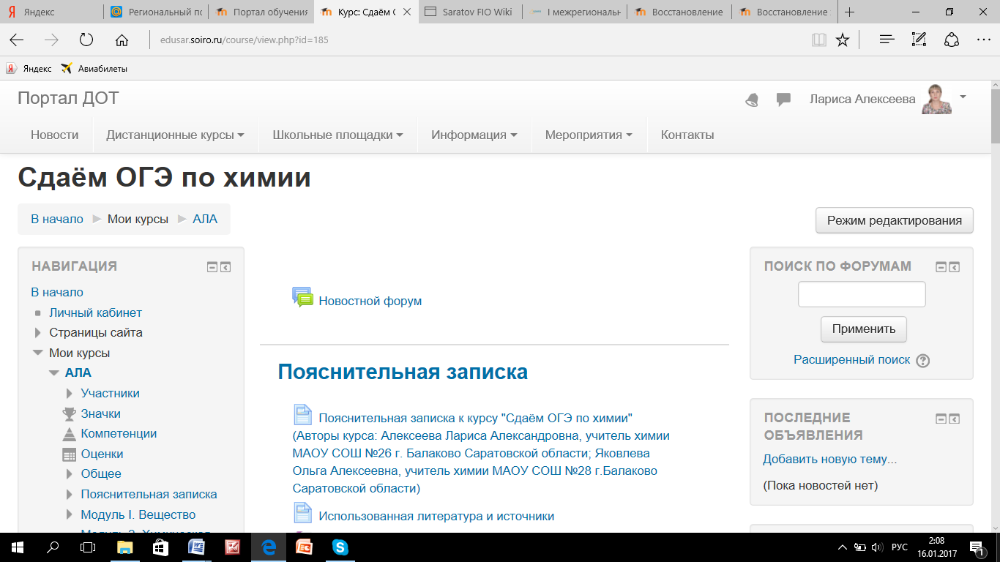 Яндекс
Региональный по
Портал обучения
Курс: Сдаём О
Saratov FIO Wiki
I межрегиональн
Восстановление
Восстановление
edusar.soiro.ru/course/view.php?id=185
Яндекс
Авиабилеты
Портал ДОТ
Лариса Алексеева
Новости
Дистанционные курсы
Школьные площадки
Информация
Мероприятия
Контакты
Сдаём ОГЭ по химии
В начало
Мои курсы
АЛА
Режим редактирования
НАВИГАЦИЯ
В начало
Личный кабинет
Страницы сайта
Мои курсы
АЛА
Участники
Значки
Компетенции
Оценки
Общее
Пояснительная записка
Модуль I. Вещество
Новостной форум
Пояснительная записка
Пояснительная записка к курсу "Сдаём ОГЭ по химии"
(Авторы курса: Алексеева Лариса Александровна, учитель химии
МАОУ СОШ №26 г. Балаково Саратовской области; Яковлева
Ольга Алексеевна, учитель химии МАОУ СОШ №28 г.Балаково
Саратовской области)
Использованная литература и источники
ПОИСК ПО ФОРУМАМ
Применить
Расширенный поиск
ПОСЛЕДНИЕ
ОБЪЯВЛЕНИЯ
Добавить новую тему...
(Пока новостей нет)
РУС
2:08
16.01.2017
1